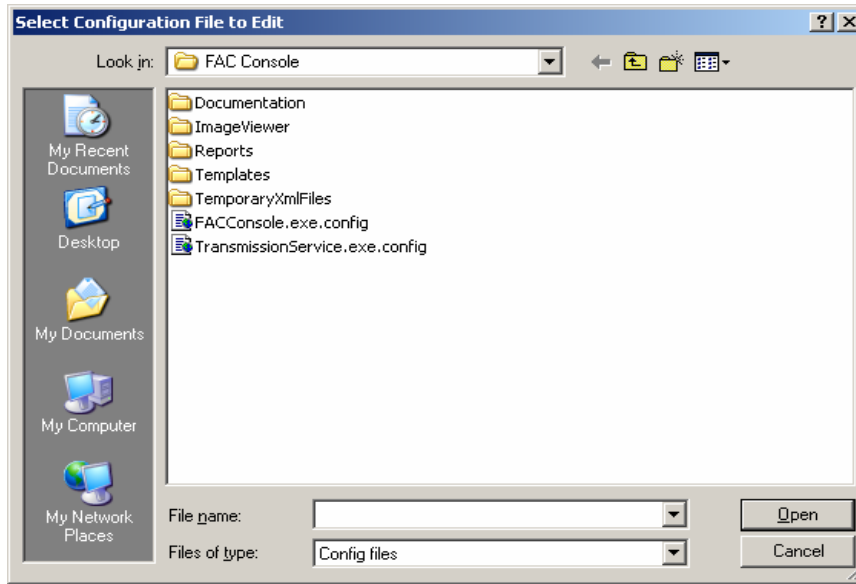 Select Configuration File to Edit
Look in: FAC Console
My Recent
Documents
Desktop
My Documents
My Computer
My Network
Places
Documentation
ImageViewer
Reports
Templates
TemporaryXmlFiles
FACConsole.exe.config
TransmissionService.exe.config
File name: Open
Files of type: Config files Cancel